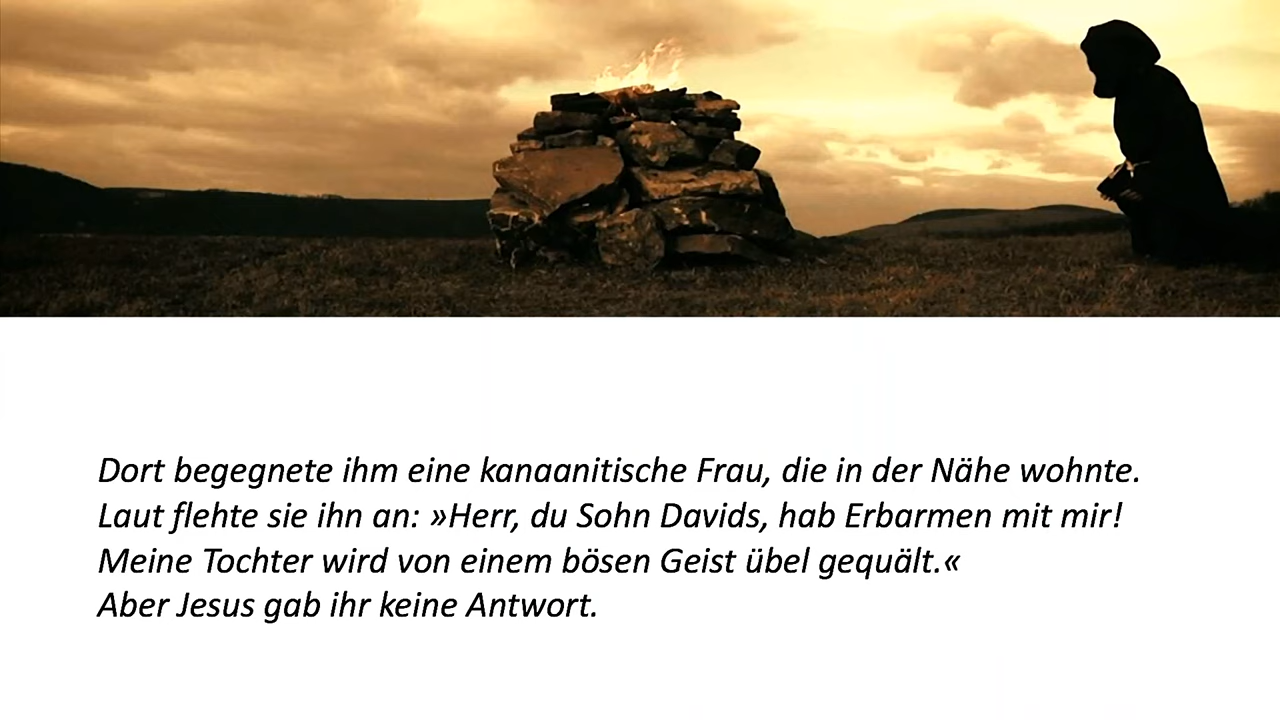 Dort begegnete ihm eine kanaanitische Frau, die in der Nähe wohnte.
Laut flehte sie ihn an: »Herr, du Sohn Davids, hab Erbarmen mit mir!
Meine Tochter wird von einem bösen Geist übel gequält.«
Aber Jesus gab ihr keine Antwort.